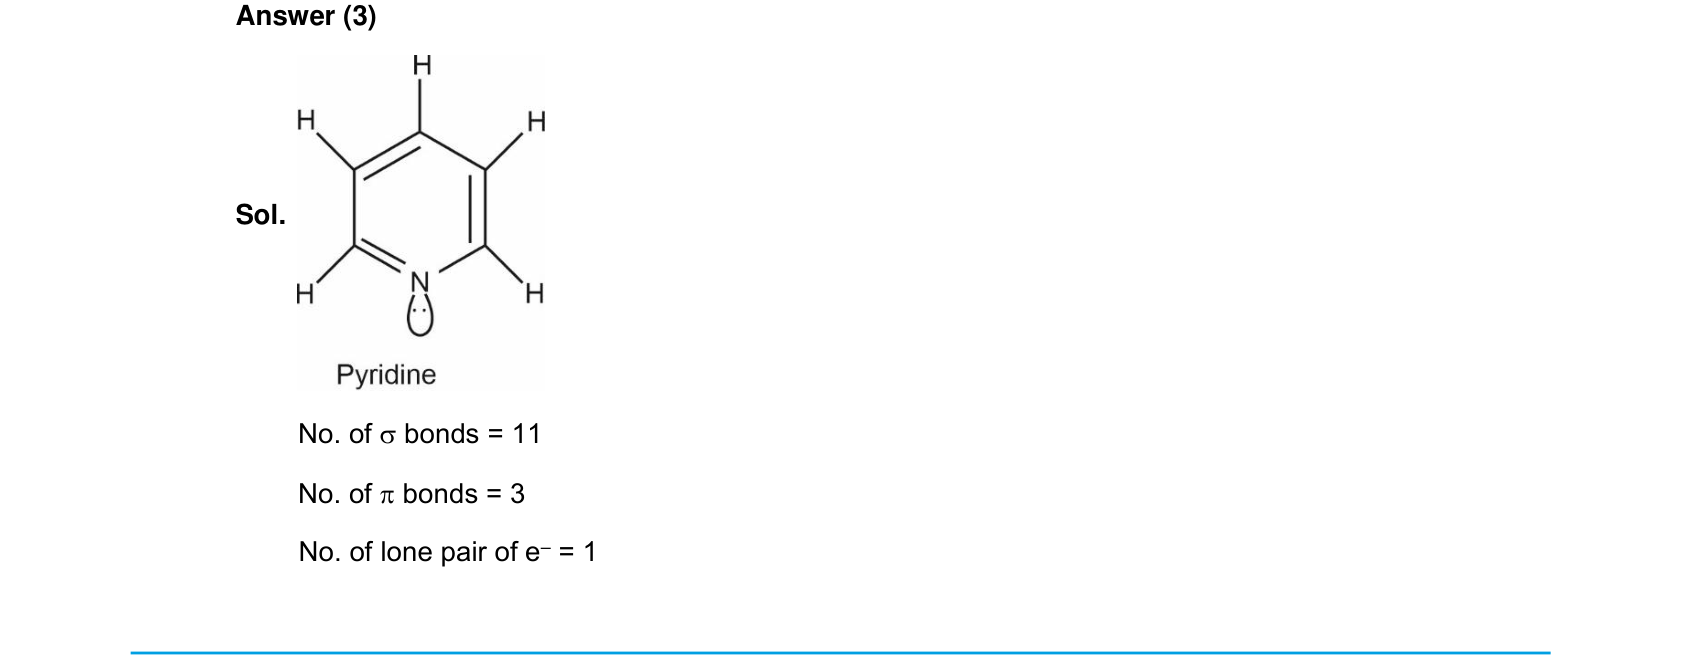 Answer (3)
H
H
H
Sol.
H
N
H
Pyridine
No. of σ bonds = 11
No. of π bonds = 3
No. of lone pair of e⁻ = 1